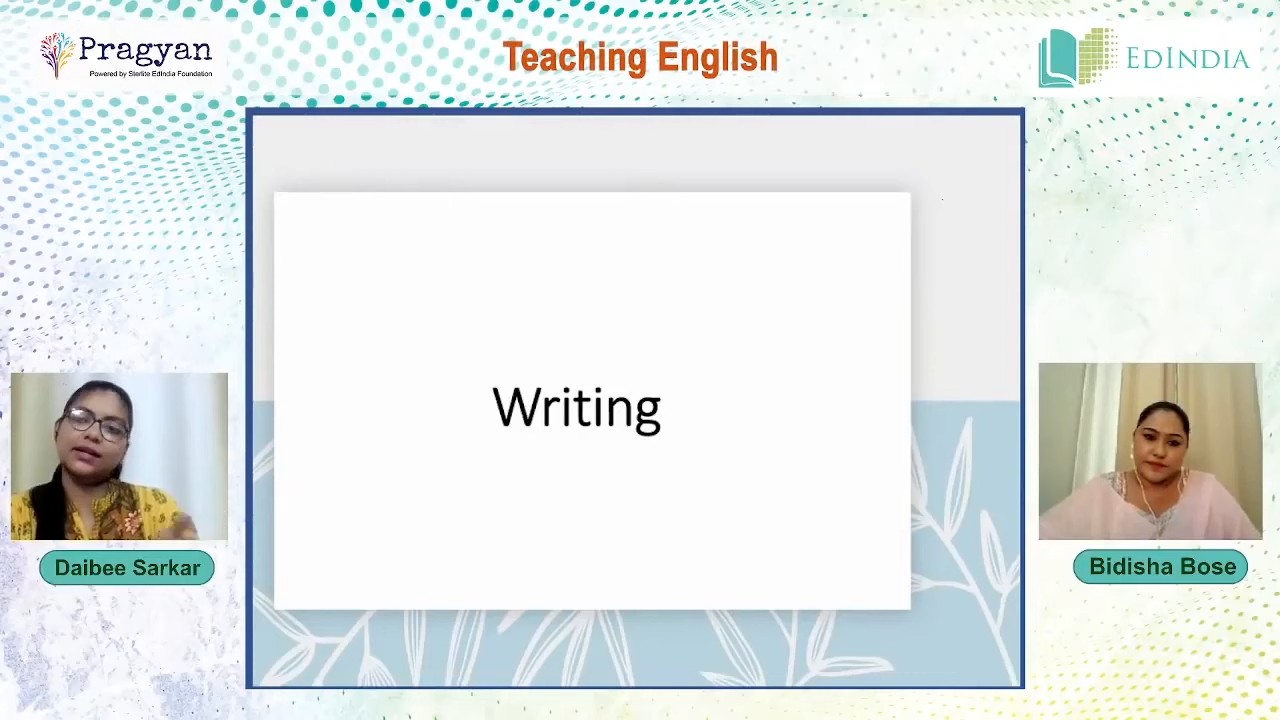 Pragyan
Powered by Sterlite EdIndia Foundation
Teaching English
EDINDIA
Writing
Daibee Sarkar
Bidisha Bose